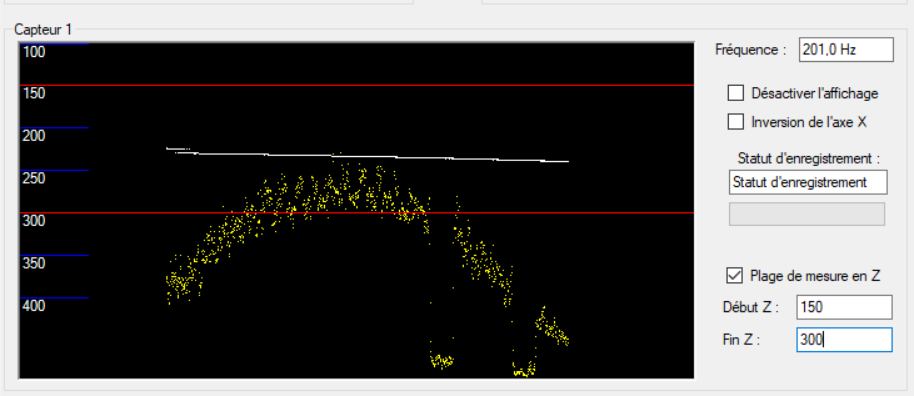 Capteur 1
100
150
200
250
300
350
400
Fréquence :
201,0 Hz
Désactiver l'affichage
Inversion de l'axe X
Statut d'enregistrement :
Statut d'enregistrement
Plage de mesure en Z
Début Z :
150
Fin Z :
300